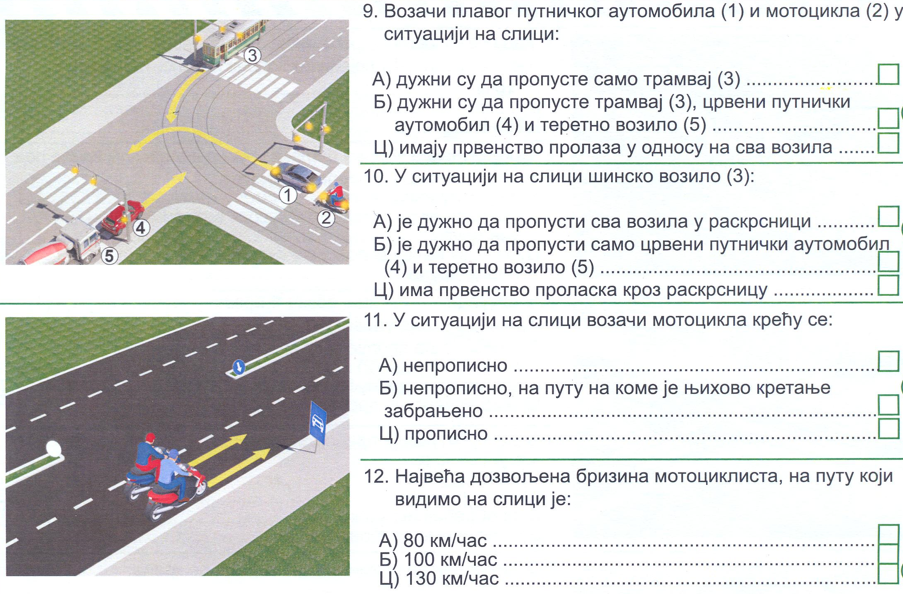 9. Возачи плавог путничког аутомобила (1) и мотоцикла (2) у
ситуацији на слици:
А) дужни су да пропусте само трамвај (3)
Б) дужни су да пропусте трамвај (3), црвени путнички
аутомобил (4) и теретно возило (5)
Ц) имају првенство пролаза у односу на сва возила
10. У ситуацији на слици шинско возило (3):
А) је дужно да пропусти сва возила у раскрсници
Б) је дужно да пропусти само црвени путнички аутомобил
(4) и теретно возило (5)
Ц) има првенство проласка кроз раскрсницу
3
1
2
4
5
11. У ситуацији на слици возачи мотоцикла крећу се:
А) непрописно
Б) непрописно, на путу на коме је њихово кретање
забрањено
Ц) прописно
12. Највећа дозвољена бризина мотоциклиста, на путу који
видимо на слици је:
А) 80 км/час
Б) 100 км/час
Ц) 130 км/час